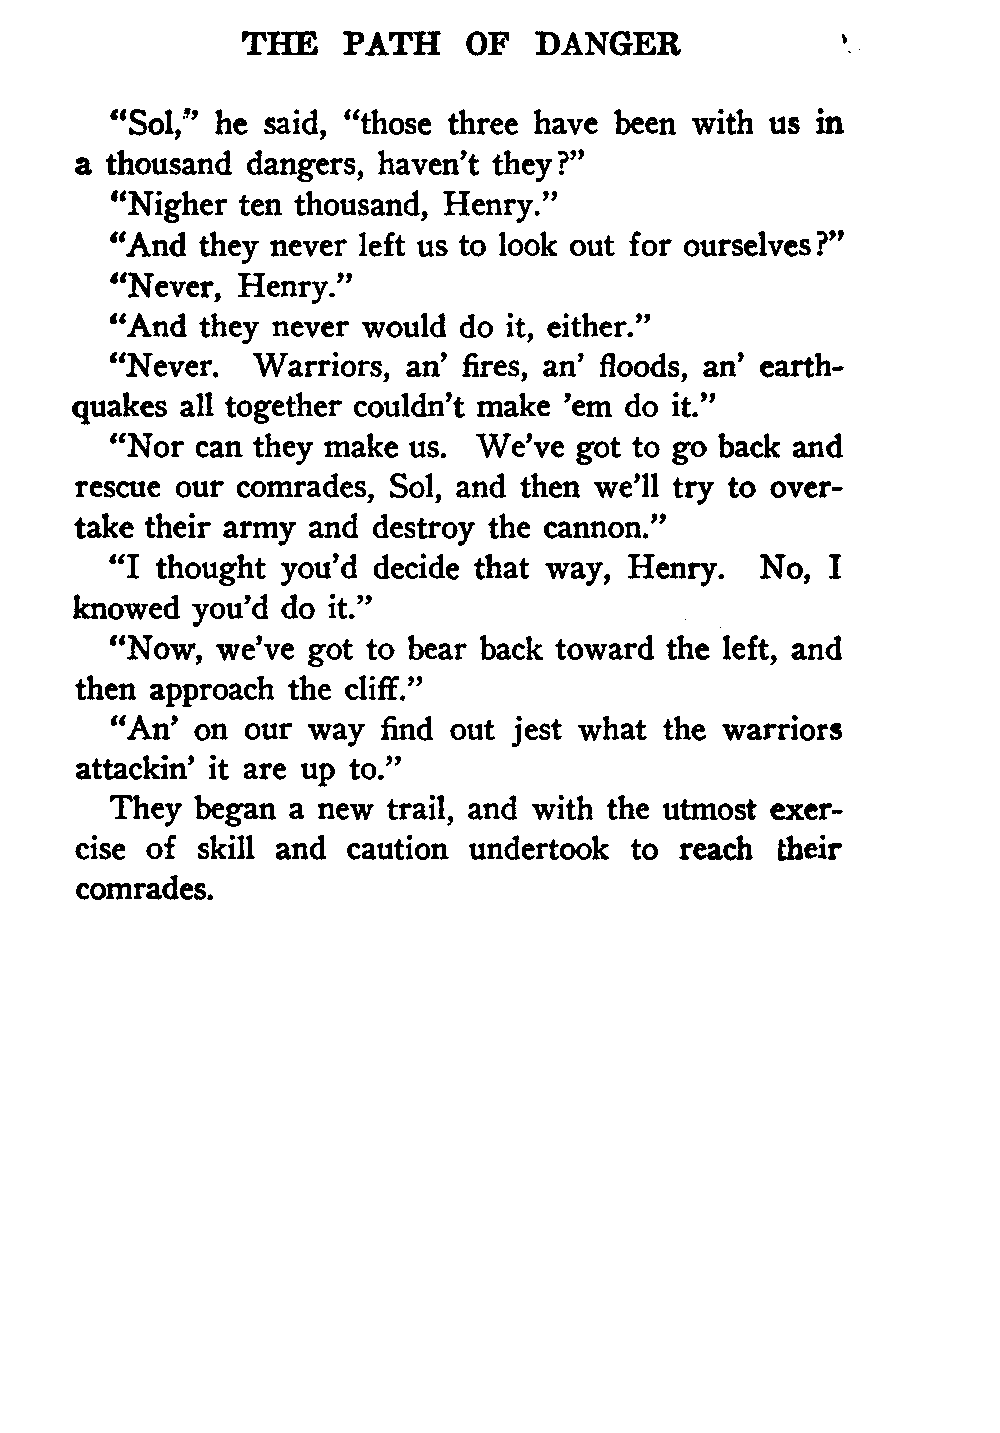 THE PATH OF DANGER
“Sol,” he said, “those three have been with us in
a thousand dangers, haven't they?”
“Nigher ten thousand, Henry.”
“And they never left us to look out for ourselves?”
“Never, Henry.”
“And they never would do it, either.”
“Never. Warriors, an’ fires, an’ floods, an’ earth-
quakes all together couldn't make ’em do it.”
“Nor can they make us. We’ve got to go back and
rescue our comrades, Sol, and then we’ll try to over-
take their army and destroy the cannon.”
“I thought you’d decide that way, Henry. No, I
knowed you’d do it.”
“Now, we’ve got to bear back toward the left, and
then approach the cliff.”
“An’ on our way find out jest what the warriors
attackin’ it are up to.”
They began a new trail, and with the utmost exer-
cise of skill and caution undertook to reach their
comrades.